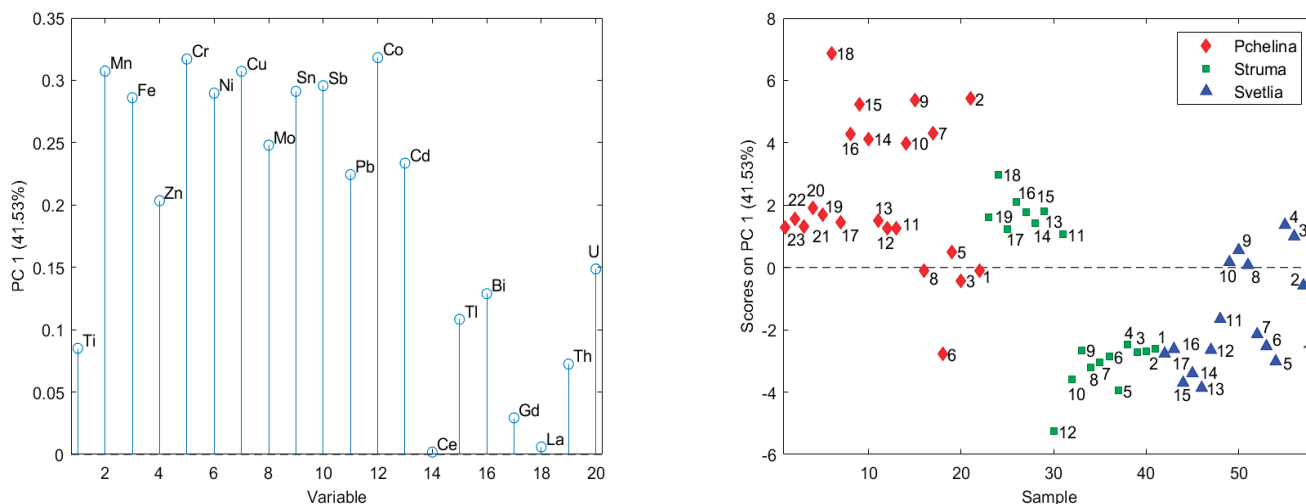 0.35
0.3
0.25
0.2
0.15
0.1
0.05
0
PC 1 (41.53%)
Ti
Mn
Fe
Zn
Cr
Ni
Cu
Mo
Sn
Sb
Pb
Co
Cd
Ce
Tl
Bi
Gd
La
Th
U
2 4 6 8 10 12 14 16 18 20
Variable
8
6
4
2
0
-2
-4
-6
Scores on PC 1 (41.53%)
Pchelina
Struma
Svetlia
18
15
9
2
16
14
10
7
22
20
19
23
21
17
13
12
11
8
5
3
1
6
18
16
15
19
17
14
13
11
9
10
8
7
6
5
4
3
2
1
12
16
17
15
14
13
12
11
10
9
8
7
6
5
4
3
2
1
10 20 30 40 50
Sample